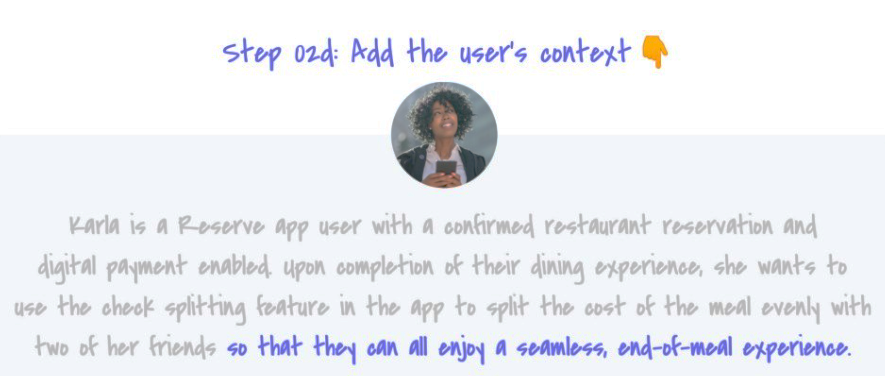 Step 02d: Add the user's context 👇
Karla is a Reserve app user with a confirmed restaurant reservation and
digital payment enabled. upon completion of their dining experience, she wants to
use the check splitting feature in the app to split the cost of the meal evenly with
two of her friends so that they can all enjoy a seamless, end-of-meal experience.